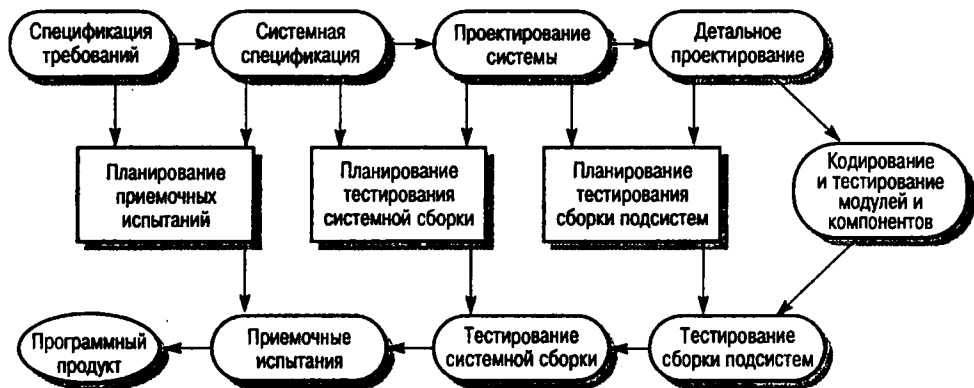 Спецификация
требований
Системная
спецификация
Проектирование
системы
Детальное
проектирование
Планирование
приемочных
испытаний
Планирование
тестирования
системной сборки
Планирование
тестирования
сборки подсистем
Кодирование
и тестирование
модулей и
компонентов
Программный
продукт
Приемочные
испытания
Тестирование
системной сборки
Тестирование
сборки подсистем